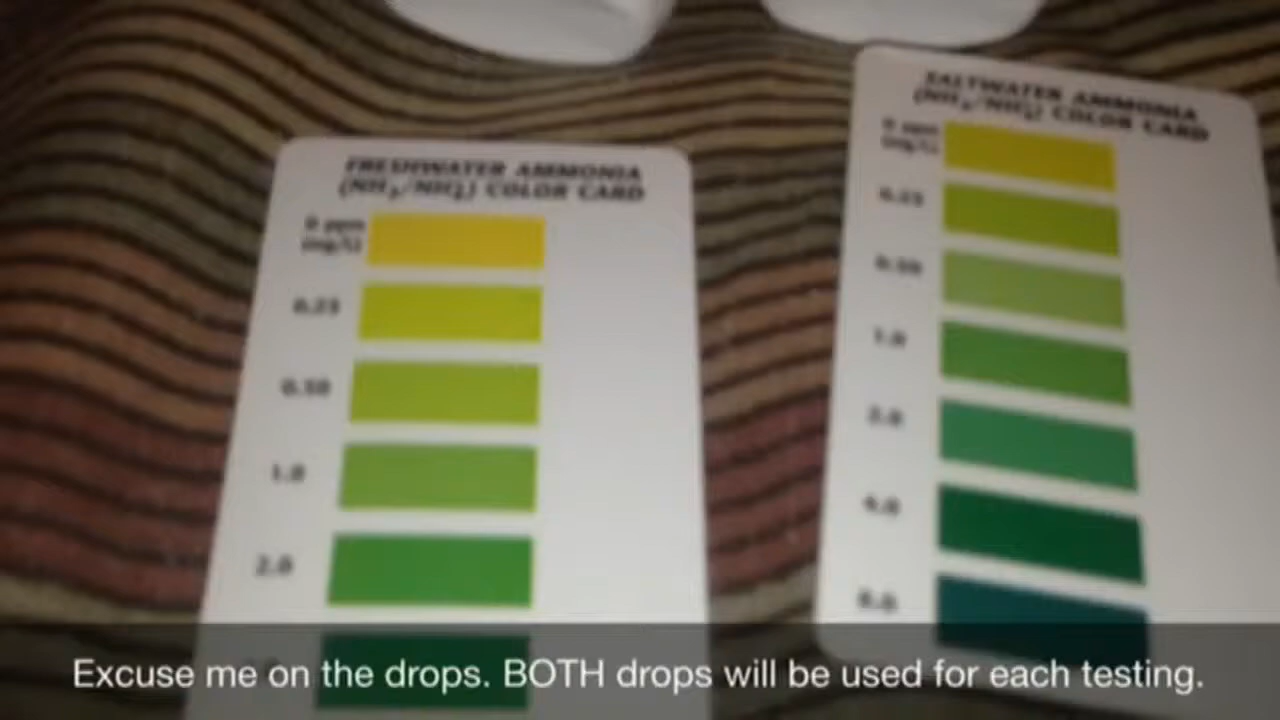 FRESHWATER AMMONIA
(NH₃/NH₄) COLOR CARD
0 ppm
(mg/L)
0.25
0.50
1.0
2.0
SALTWATER AMMONIA
(NH₃/NH₄) COLOR CARD
0 ppm
(mg/L)
0.25
0.50
1.0
2.0
4.0
8.0
Excuse me on the drops. BOTH drops will be used for each testing.